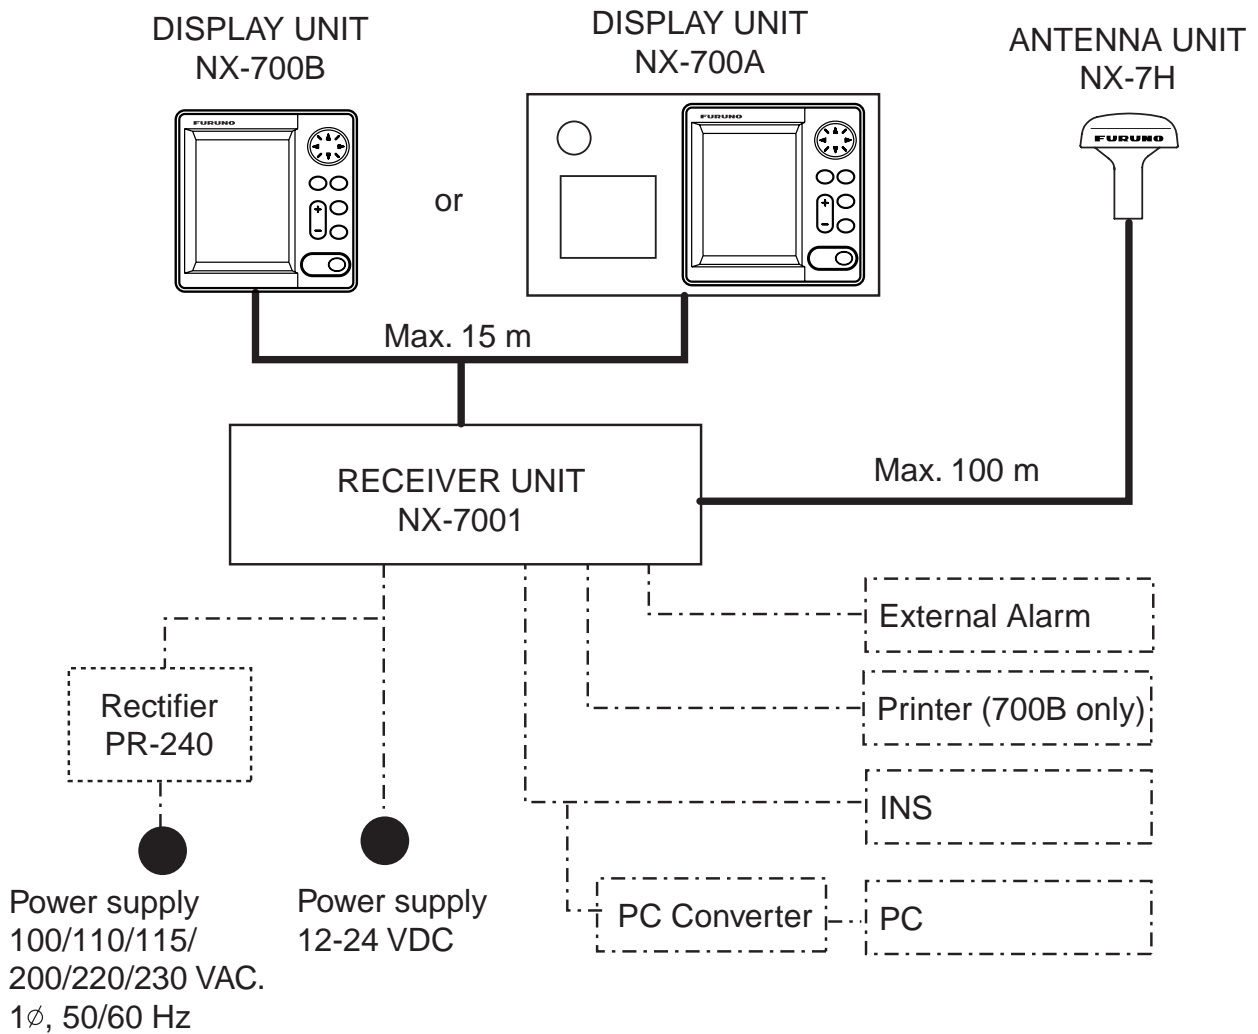 DISPLAY UNIT
NX-700B
DISPLAY UNIT
NX-700A
ANTENNA UNIT
NX-7H
FURUNO
FURUNO
FURUNO
+
-
or
+
-
Max. 15 m
RECEIVER UNIT
NX-7001
Max. 100 m
External Alarm
Rectifier
PR-240
Printer (700B only)
INS
Power supply
100/110/115/
200/220/230 VAC.
1ø, 50/60 Hz
Power supply
12-24 VDC
PC Converter
PC